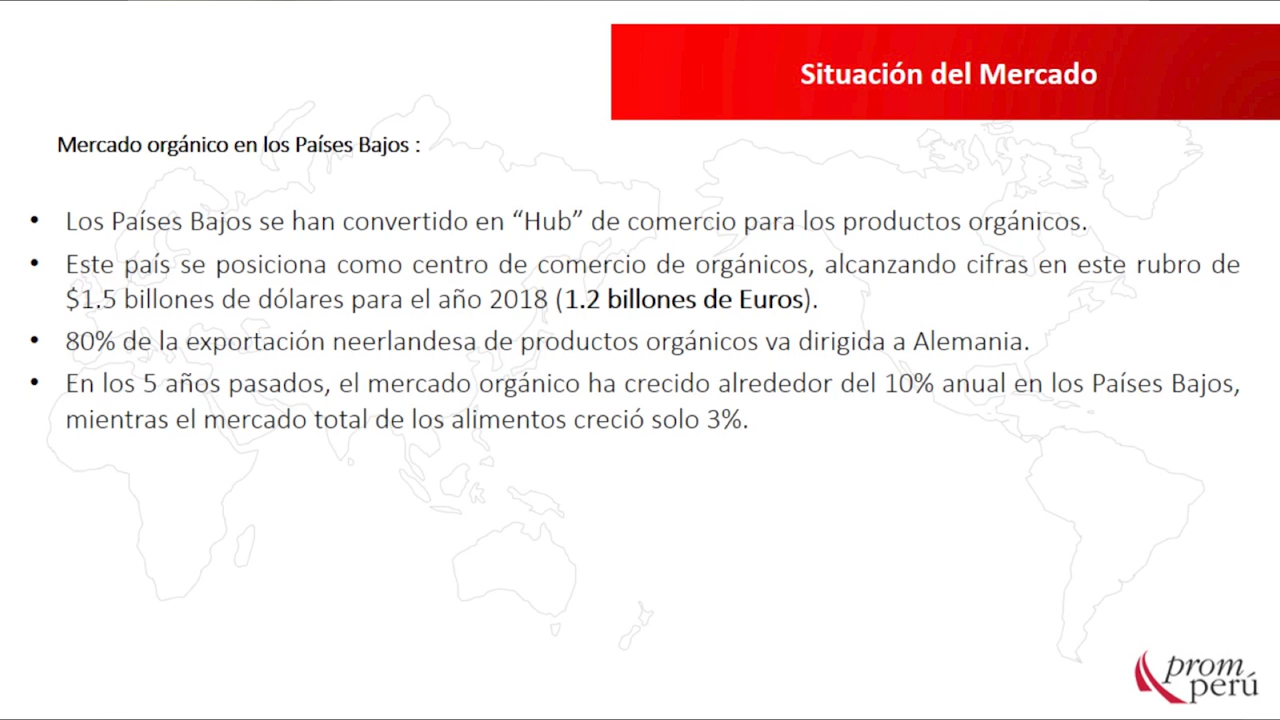 Situación del Mercado
Mercado orgánico en los Países Bajos :
• Los Países Bajos se han convertido en “Hub” de comercio para los productos orgánicos.
• Este país se posiciona como centro de comercio de orgánicos, alcanzando cifras en este rubro de
$1.5 billones de dólares para el año 2018 (1.2 billones de Euros).
• 80% de la exportación neerlandesa de productos orgánicos va dirigida a Alemania.
• En los 5 años pasados, el mercado orgánico ha crecido alrededor del 10% anual en los Países Bajos,
mientras el mercado total de los alimentos creció solo 3%.
prom
perú